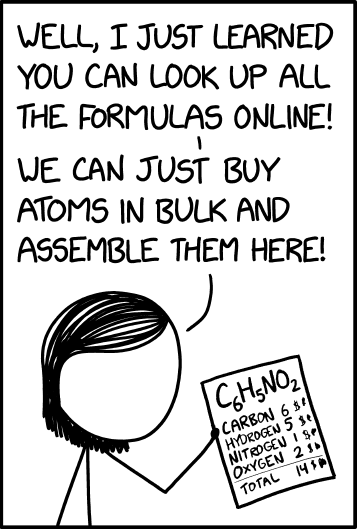 WELL, I JUST LEARNED
YOU CAN LOOK UP ALL
THE FORMULAS ONLINE!
WE CAN JUST BUY
ATOMS IN BULK AND
ASSEMBLE THEM HERE!
C₆H₅NO₂
CARBON 6
HYDROGEN 5
NITROGEN 1
OXYGEN 2
TOTAL 14